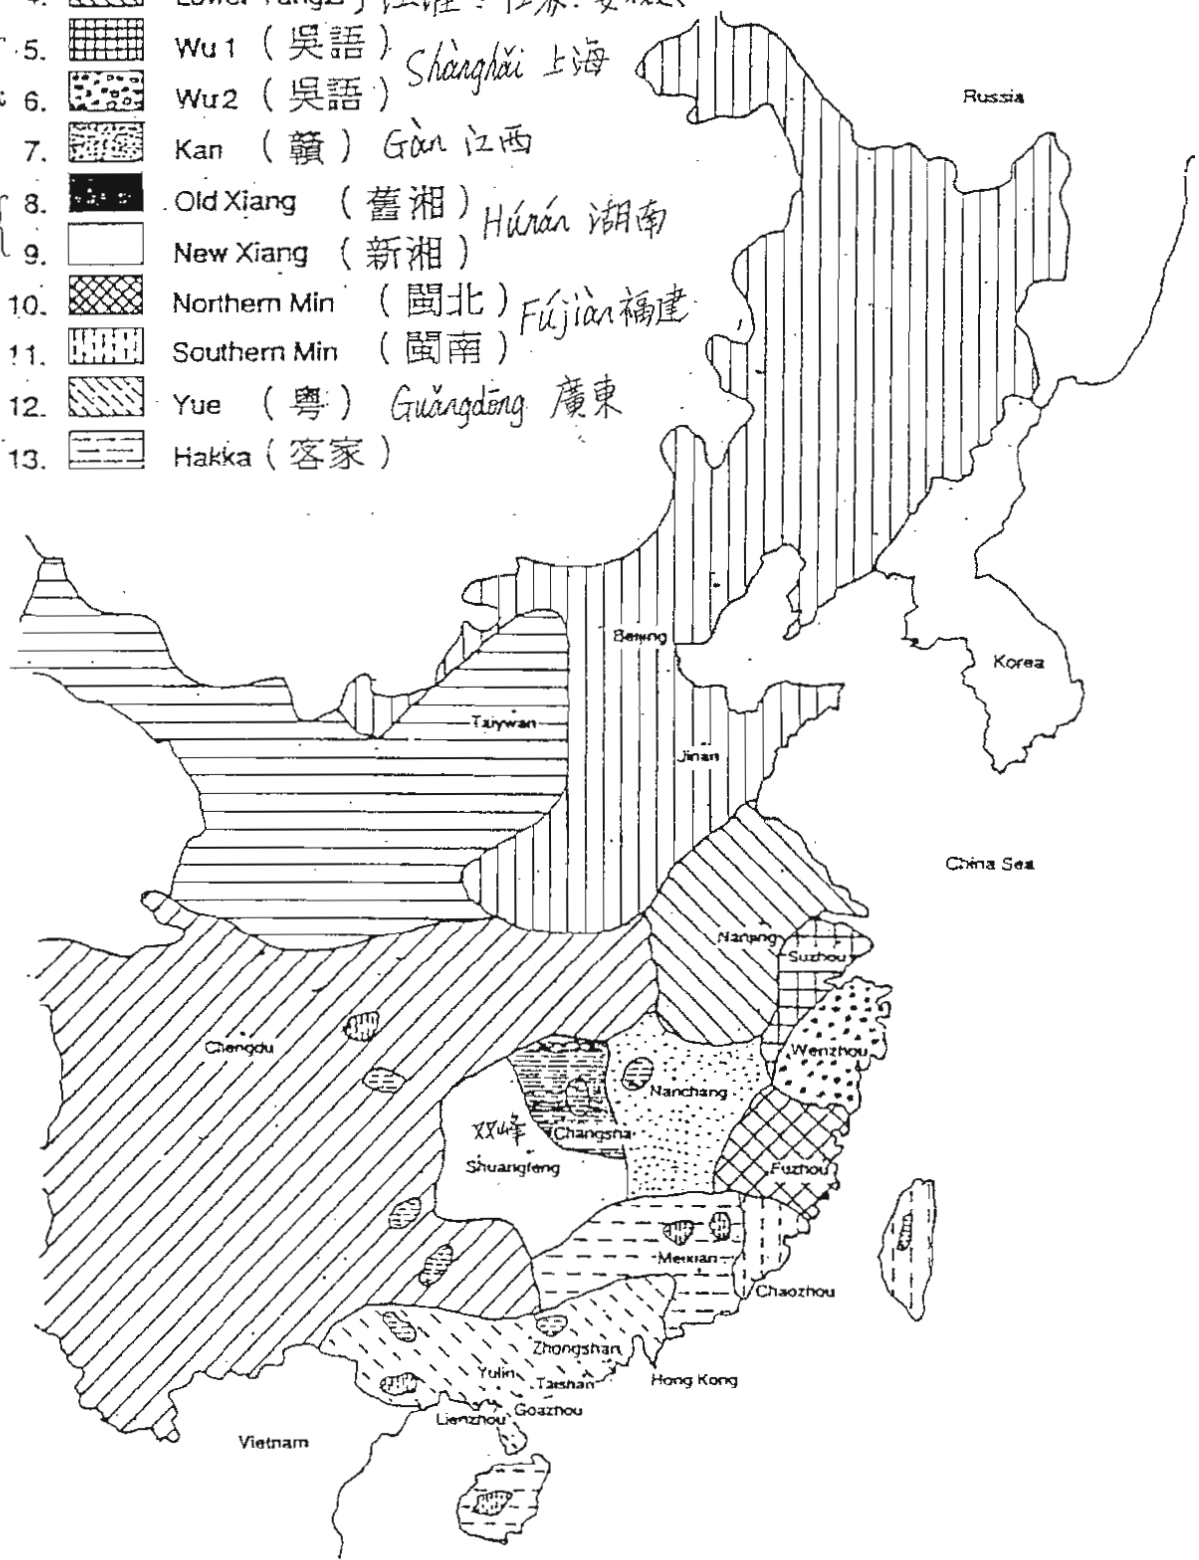 4. Lower Yangzi
5. Wu 1 (吳語)
Shànghǎi 上海
6. Wu2 (吳語)
7. Kan (贛) Gàn 江西
8. Old Xiang (舊湘)
Húnán 湖南
9. New Xiang (新湘)
10. Northern Min (閩北)
Fújiàn 福建
11. Southern Min (閩南)
12. Yue (粵) Guǎngdōng 廣東
13. Hakka (客家)
Russia
Beijing
Korea
Taiywan
Jinan
China Sea
Nanjing
Suzhou
Chengdu
Wenzhou
Nanchang
双峰
Changsha
Shuangfeng
Fuzhou
Meixian
Chaozhou
Zhongshan
Yulin
Taishan
Hong Kong
Goazhou
Lienzhou
Vietnam